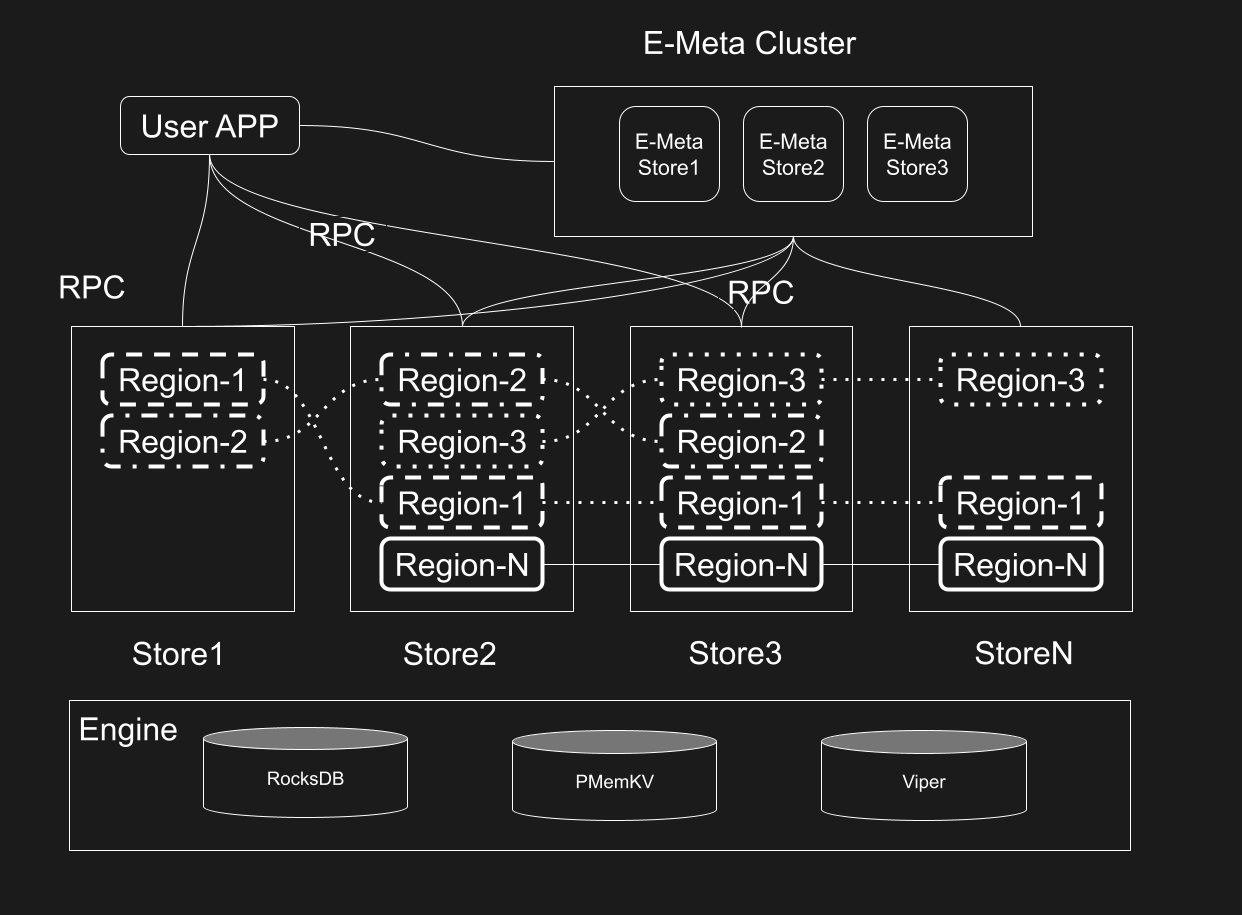 E-Meta Cluster
User APP
E-Meta
Store1
E-Meta
Store2
E-Meta
Store3
RPC
RPC
RPC
Region-1
Region-2
Region-2
Region-3
Region-1
Region-N
Region-3
Region-2
Region-1
Region-N
Region-3
Region-1
Region-N
Store1
Store2
Store3
StoreN
Engine
RocksDB
PMemKV
Viper